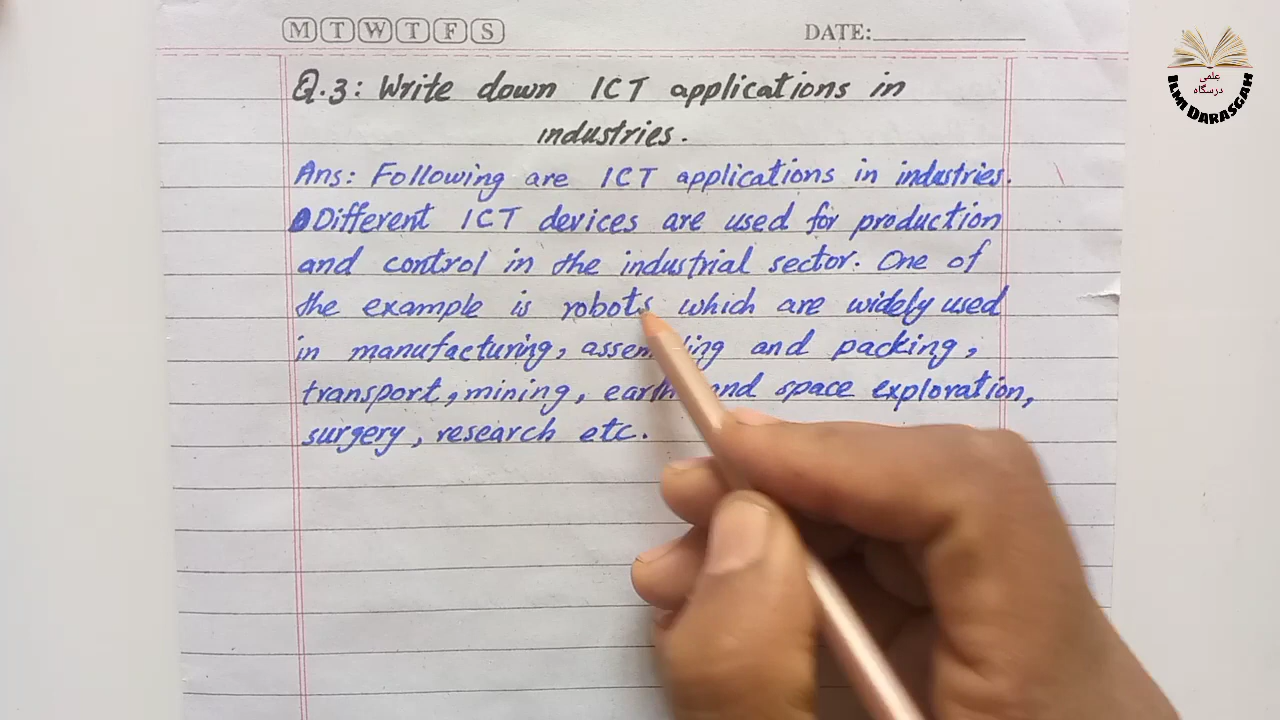 M T W T F S DATE:
Q.3: Write down ICT applications in
industries.
Ans: Following are ICT applications in industries.
Different ICT devices are used for production
and control in the industrial sector. One of
the example is robots which are widely used
in manufacturing, assembling and packing,
transport, mining, earth and space exploration,
surgery, research etc.
علمی
درسگاہ
ILMI DARASGAH